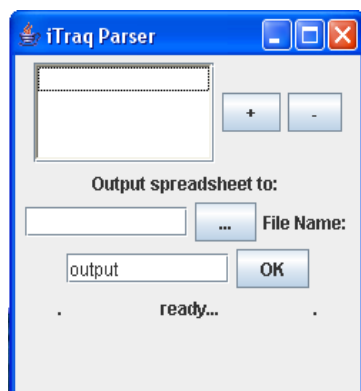 iTraq Parser
+ -
Output spreadsheet to:
... File Name:
output OK
. ready... .